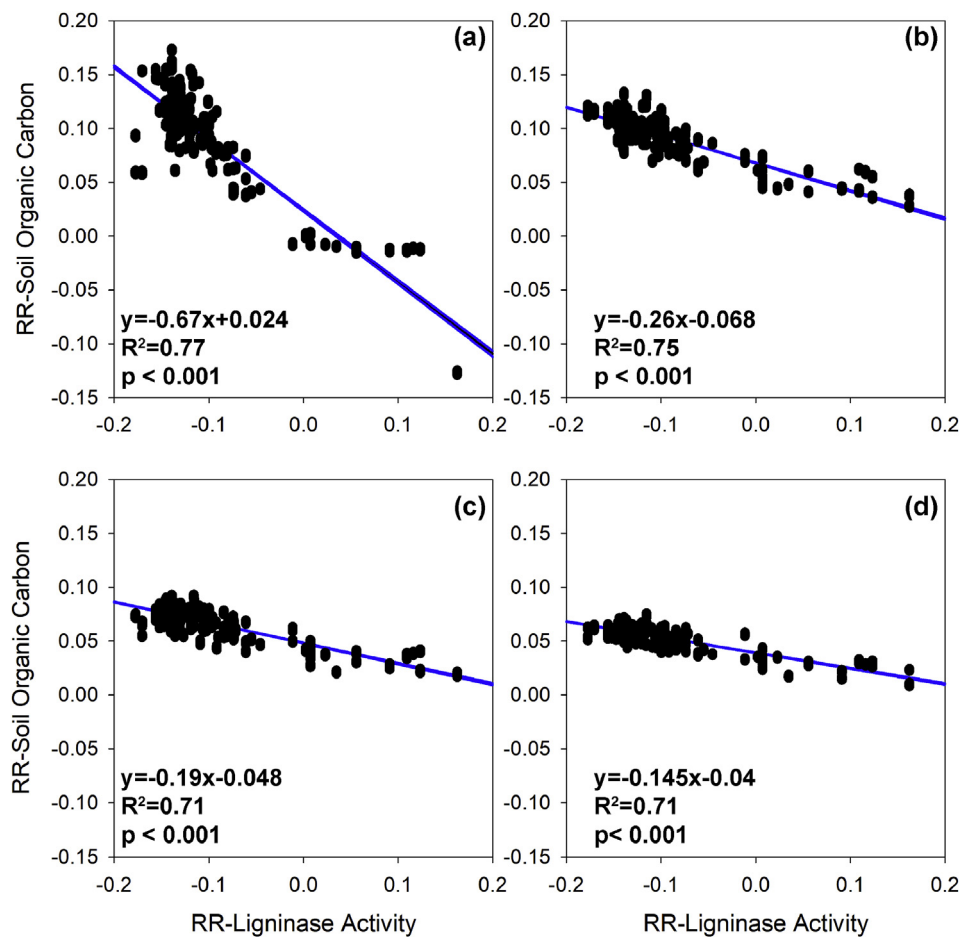 (a)
0.20
0.15
0.10
0.05
0.00
-0.05
-0.10
-0.15
RR-Soil Organic Carbon
y=-0.67x+0.024
R²=0.77
p < 0.001
-0.2 -0.1 0.0 0.1 0.2
(b)
0.20
0.15
0.10
0.05
0.00
-0.05
-0.10
-0.15
y=-0.26x-0.068
R²=0.75
p < 0.001
-0.2 -0.1 0.0 0.1 0.2
(c)
0.20
0.15
0.10
0.05
0.00
-0.05
-0.10
-0.15
RR-Soil Organic Carbon
y=-0.19x-0.048
R²=0.71
p < 0.001
-0.2 -0.1 0.0 0.1 0.2
RR-Ligninase Activity
(d)
0.20
0.15
0.10
0.05
0.00
-0.05
-0.10
-0.15
y=-0.145x-0.04
R²=0.71
p< 0.001
-0.2 -0.1 0.0 0.1 0.2
RR-Ligninase Activity